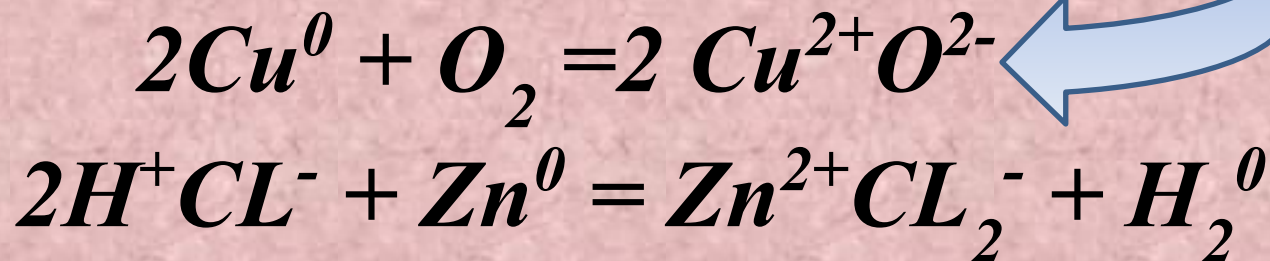 2Cu⁰ + O₂ =2 Cu²⁺O²⁻
2H⁺CL⁻ + Zn⁰ = Zn²⁺CL₂⁻ + H₂⁰